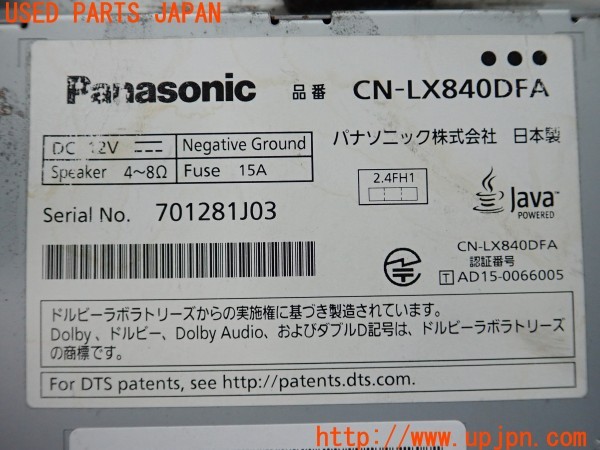 USED PARTS JAPAN
Panasonic 品番 CN-LX840DFA
DC 12V Negative Ground
Speaker 4~8Ω Fuse 15A
パナソニック株式会社 日本製
2.4FH1
Java
POWERED
Serial No. 701281J03
CN-LX840DFA
認証番号
T AD15-0066005
ドルビーラボラトリーズからの実施権に基づき製造されています。
Dolby 、ドルビー、Dolby Audio、およびダブルD記号は、ドルビーラボラトリーズ
の商標です。
For DTS patents, see http://patents.dts.com.
http://www.upjpn.com